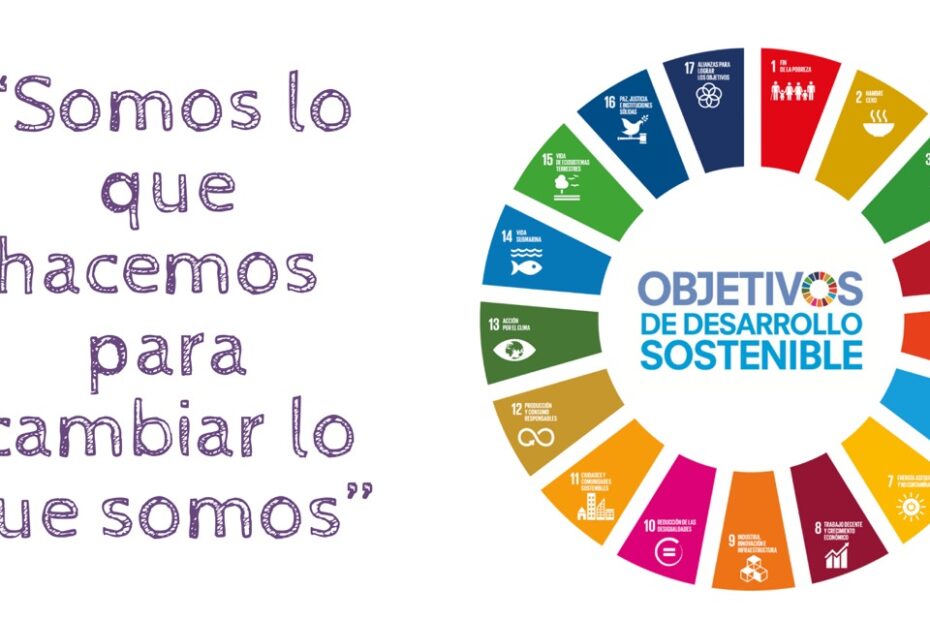 “Somos lo
que
hacemos
para
cambiar lo
que somos”
17 ALIANZAS PARA
LOGRAR
LOS OBJETIVOS
1 FIN
DE LA POBREZA
2 HAMBRE
CERO
3
16 PAZ, JUSTICIA
E INSTITUCIONES
SÓLIDAS
15 VIDA
DE ECOSISTEMAS
TERRESTRES
14 VIDA
SUBMARINA
13 ACCIÓN
POR EL CLIMA
12 PRODUCCIÓN
Y CONSUMO
RESPONSABLES
11 CIUDADES Y
COMUNIDADES
SOSTENIBLES
10 REDUCCIÓN DE LAS
DESIGUALDADES
9 INDUSTRIA,
INNOVACIÓN E
INFRAESTRUCTURA
8 TRABAJO DECENTE
Y CRECIMIENTO
ECONÓMICO
7 ENERGÍA
Y NO
OBJETIVOS
DE DESARROLLO
SOSTENIBLE